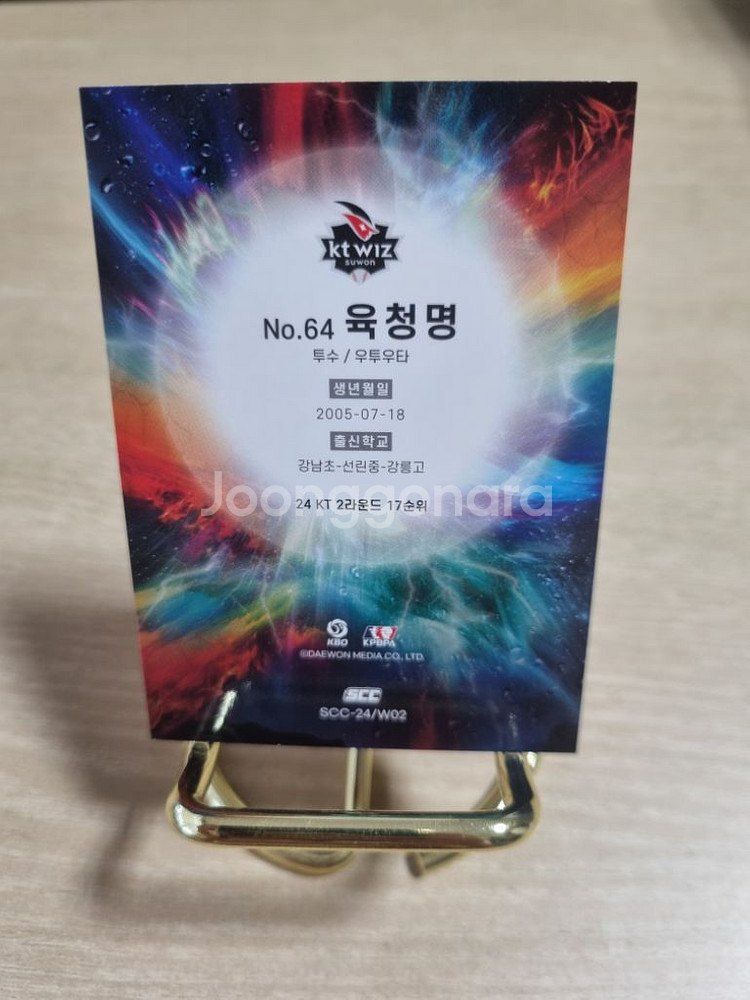 kt wiz
suwon
No.64 육청명
투수 / 우투우타
생년월일
2005-07-18
출신학교
강남초-선린중-강릉고
Joonggonara
24 KT 2라운드 17순위
KBO KPBPA
©DAEWON MEDIA CO., LTD.
SCC
SCC-24/W02